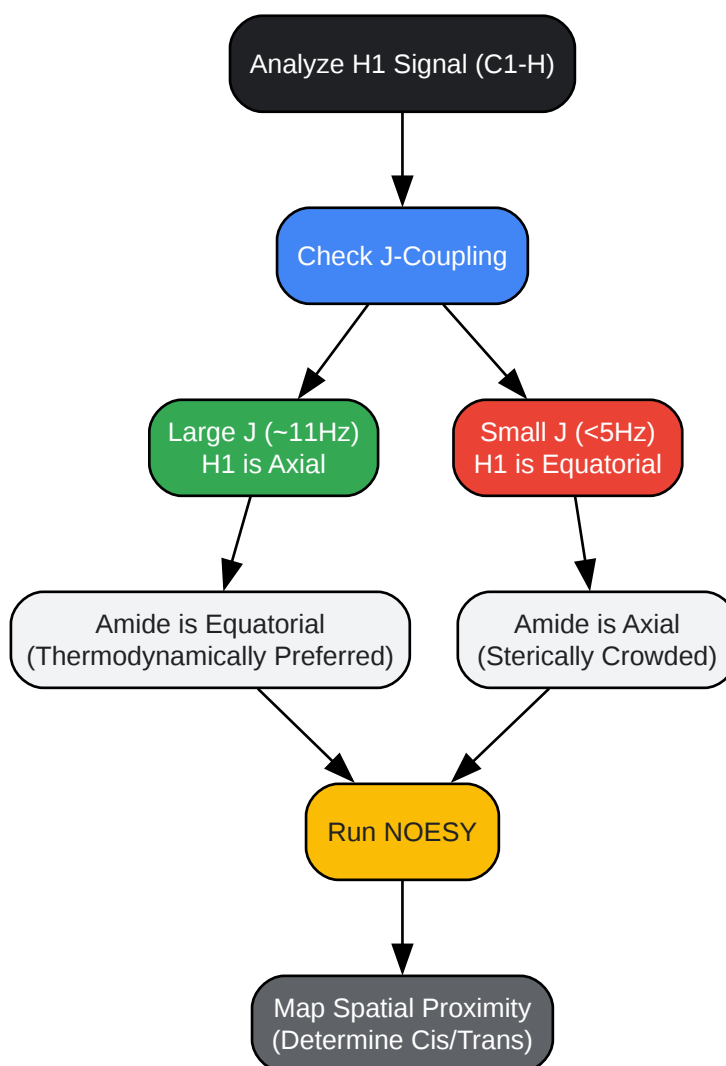 Analyze H1 Signal (C1-H)
Check J-Coupling
Large J (~11Hz)
H1 is Axial
Small J (<5Hz)
H1 is Equatorial
Amide is Equatorial
(Thermodynamically Preferred)
Amide is Axial
(Sterically Crowded)
Run NOESY
Map Spatial Proximity
(Determine Cis/Trans)